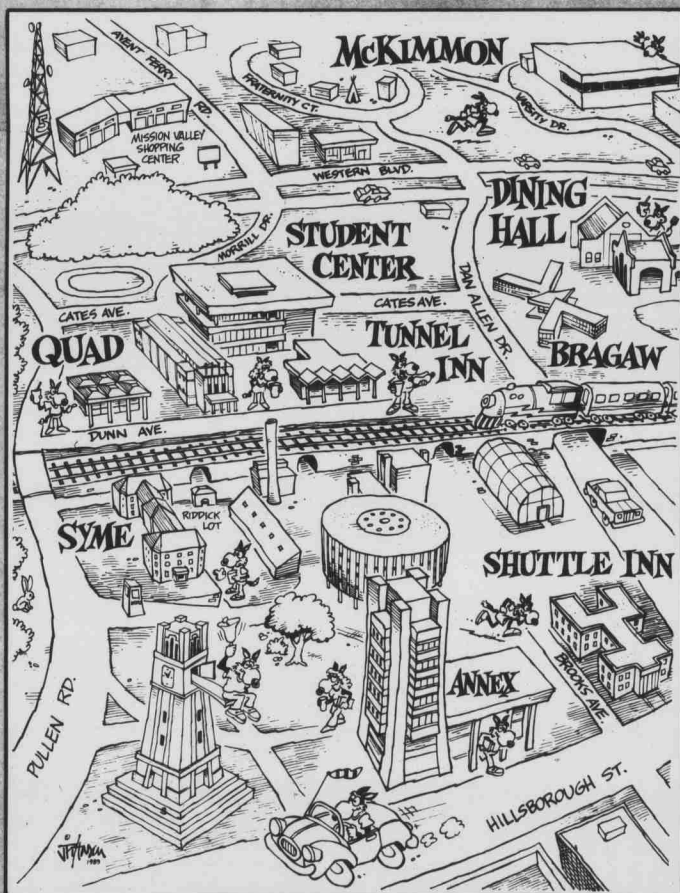 AVENT FERRY RD.
McKIMMON
FRATERNITY CT.
VARSITY DR.
MISSION VALLEY
SHOPPING
CENTER
WESTERN BLVD.
DINING
HALL
MORRILL DR.
STUDENT
CENTER
CATES AVE.
CATES AVE.
DAN ALLEN DR.
QUAD
TUNNEL
INN
BRAGAW
DUNN AVE.
RIDDICK
LOT
SYME
SHUTTLE INN
BROOKS AVE.
ANNEX
PULLEN RD.
HILLSBOROUGH ST.
1989